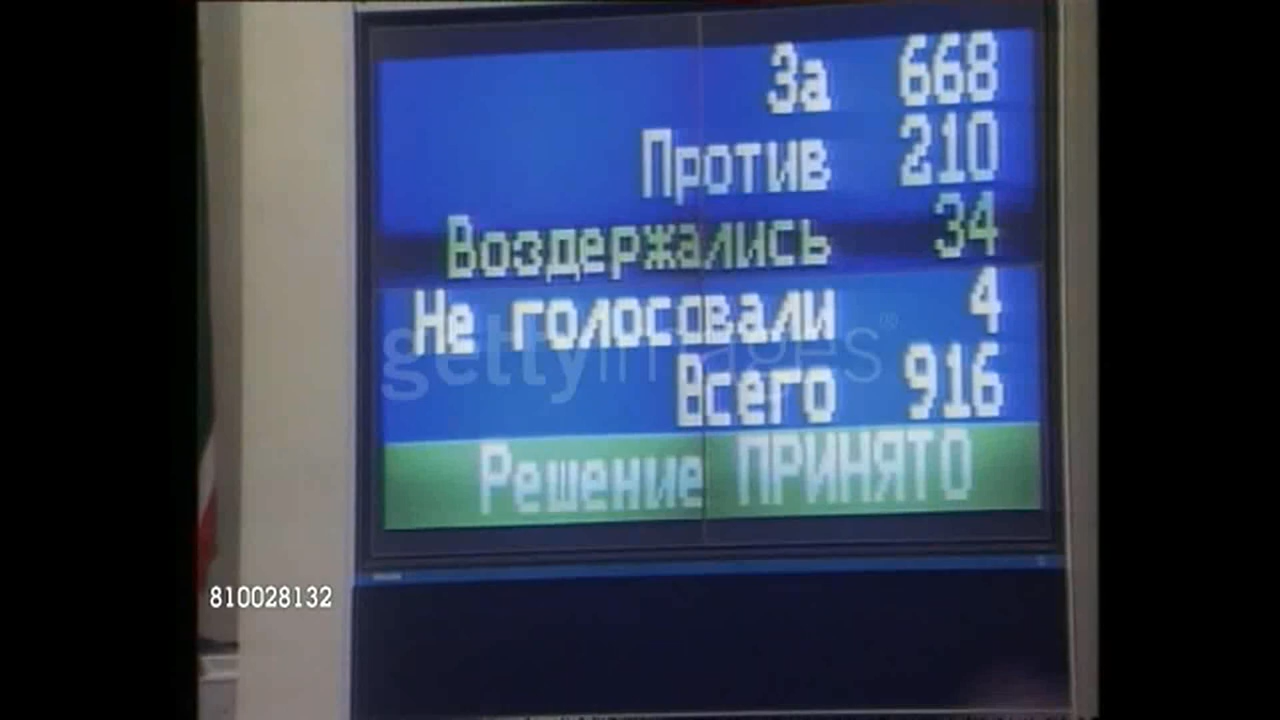 За 668
Против 210
Воздержались 34
Не голосовали 4
gettyimages
Всего 916
Решение ПРИНЯТО
810028132